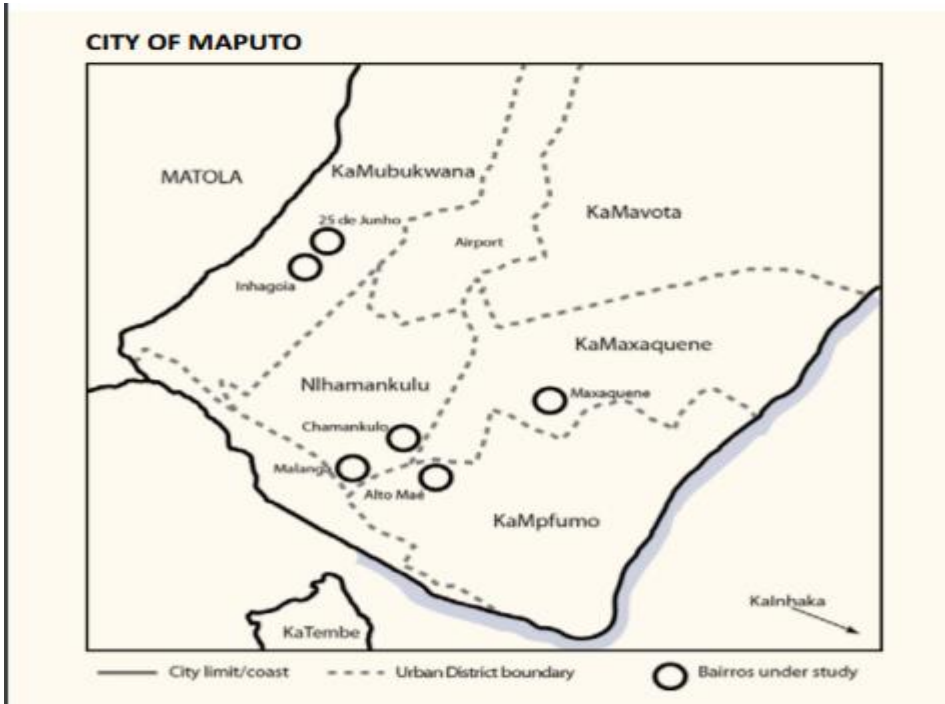 CITY OF MAPUTO
MATOLA
KaMubukwana
25 de Junho
Inhagoia
KaMavota
Airport
KaMaxaquene
Nlhamankulu
Maxaquene
Chamankulo
Malanga
Alto Maé
KaMpfumo
KaInhaka
KaTembe
City limit/coast
Urban District boundary
Bairros under study